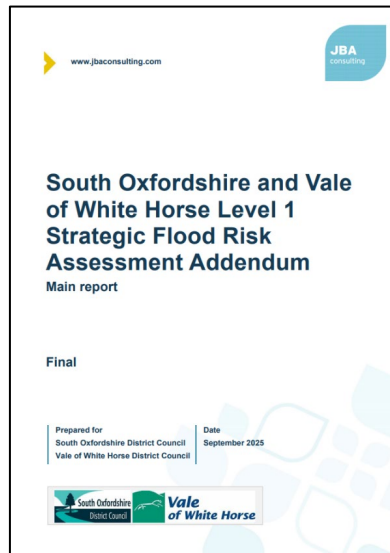 www.jbaconsulting.com
JBA
consulting
South Oxfordshire and Vale
of White Horse Level 1
Strategic Flood Risk
Assessment Addendum
Main report
Final
Prepared for
South Oxfordshire District Council
Vale of White Horse District Council
Date
September 2025
South Oxfordshire
District Council
Vale
of White Horse